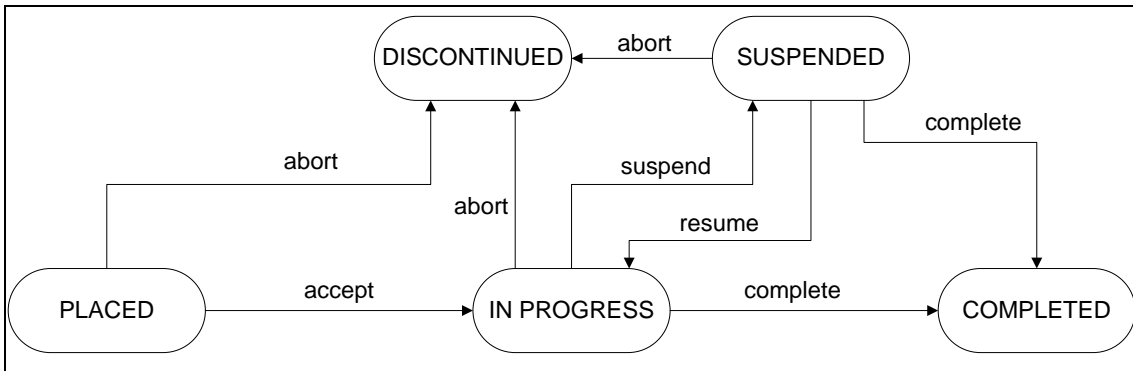 abort
DISCONTINUED
SUSPENDED
complete
abort
suspend
abort
resume
accept
complete
PLACED
IN PROGRESS
COMPLETED